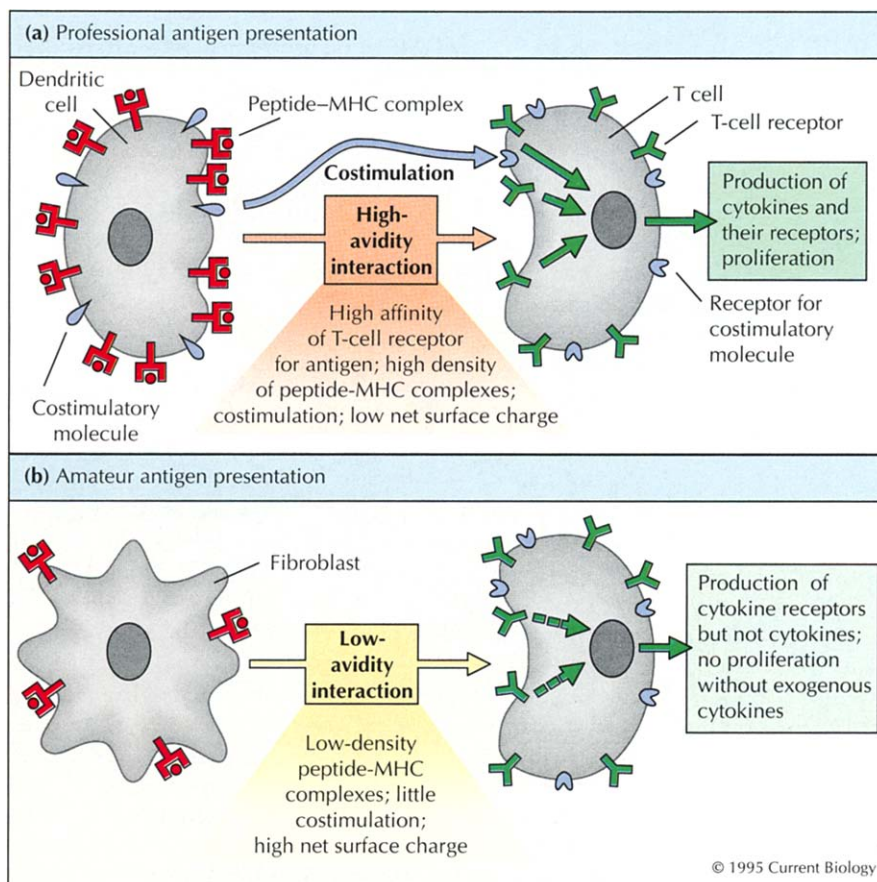 (a) Professional antigen presentation
Dendritic
cell
Peptide–MHC complex
T cell
T-cell receptor
Costimulation
High-
avidity
interaction
Production of
cytokines and
their receptors;
proliferation
High affinity
of T-cell receptor
for antigen; high density
of peptide-MHC complexes;
costimulation; low net surface charge
Receptor for
costimulatory
molecule
Costimulatory
molecule
(b) Amateur antigen presentation
Fibroblast
Low-
avidity
interaction
Production of
cytokine receptors
but not cytokines;
no proliferation
without exogenous
cytokines
Low-density
peptide-MHC
complexes; little
costimulation;
high net surface charge
© 1995 Current Biology